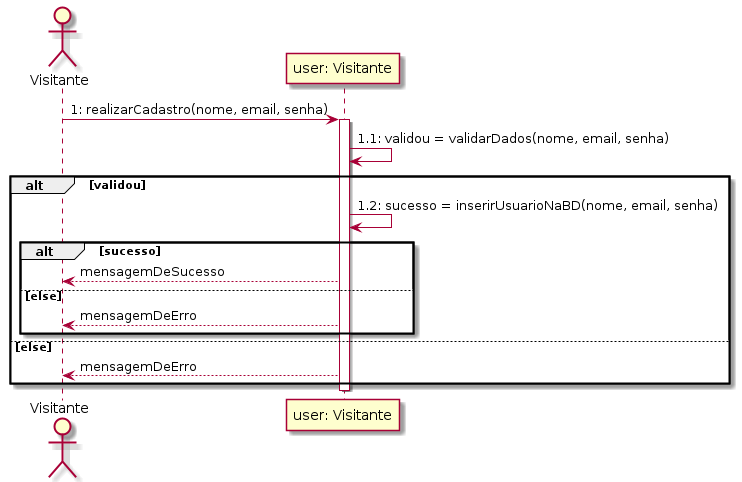 Visitante
user: Visitante
1: realizarCadastro(nome, email, senha)
1.1: validou = validarDados(nome, email, senha)
alt [validou]
1.2: sucesso = inserirUsuarioNaBD(nome, email, senha)
alt [sucesso]
mensagemDeSucesso
[else]
mensagemDeErro
[else]
mensagemDeErro
Visitante
user: Visitante